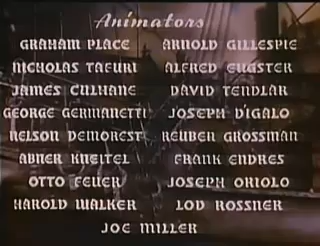 Animators
GRAHAM PLACE ARNOLD GILLESPIE
NICHOLAS TAFURI ALFRED EUGSTER
JAMES CULHANE DAVID TENDLAR
GEORGE GERMANETTI JOSEPH D'IGALO
NELSON DEMOREST REUBEN GROSSMAN
ABNER KNEITEL FRANK ENDRES
OTTO FEUER JOSEPH ORIOLO
HAROLD WALKER LOD ROSSNER
JOE MILLER